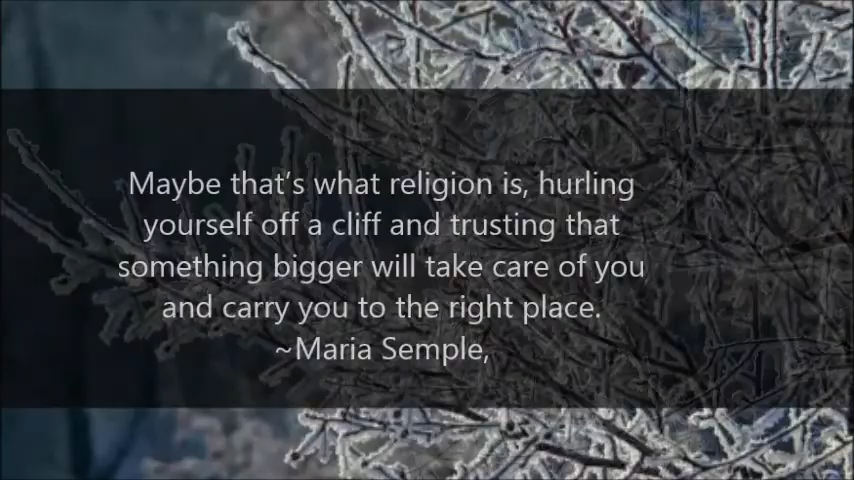 Maybe that’s what religion is, hurling
yourself off a cliff and trusting that
something bigger will take care of you
and carry you to the right place.
~Maria Semple,